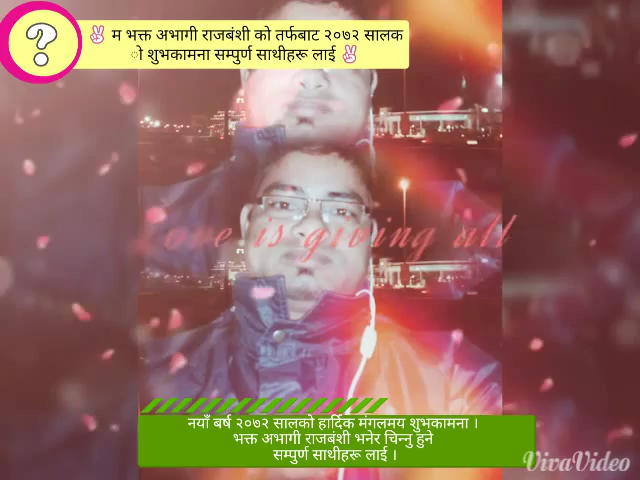 म भक्त अभागी राजबंशी को तर्फबाट २०७२ सालक
ो शुभकामना सम्पुर्ण साथीहरू लाई
Love is giving all
नयाँ बर्ष २०७२ सालको हार्दिक मंगलमय शुभकामना ।
भक्त अभागी राजबंशी भनेर चिन्नु हुने
सम्पुर्ण साथीहरू लाई ।
VivaVideo